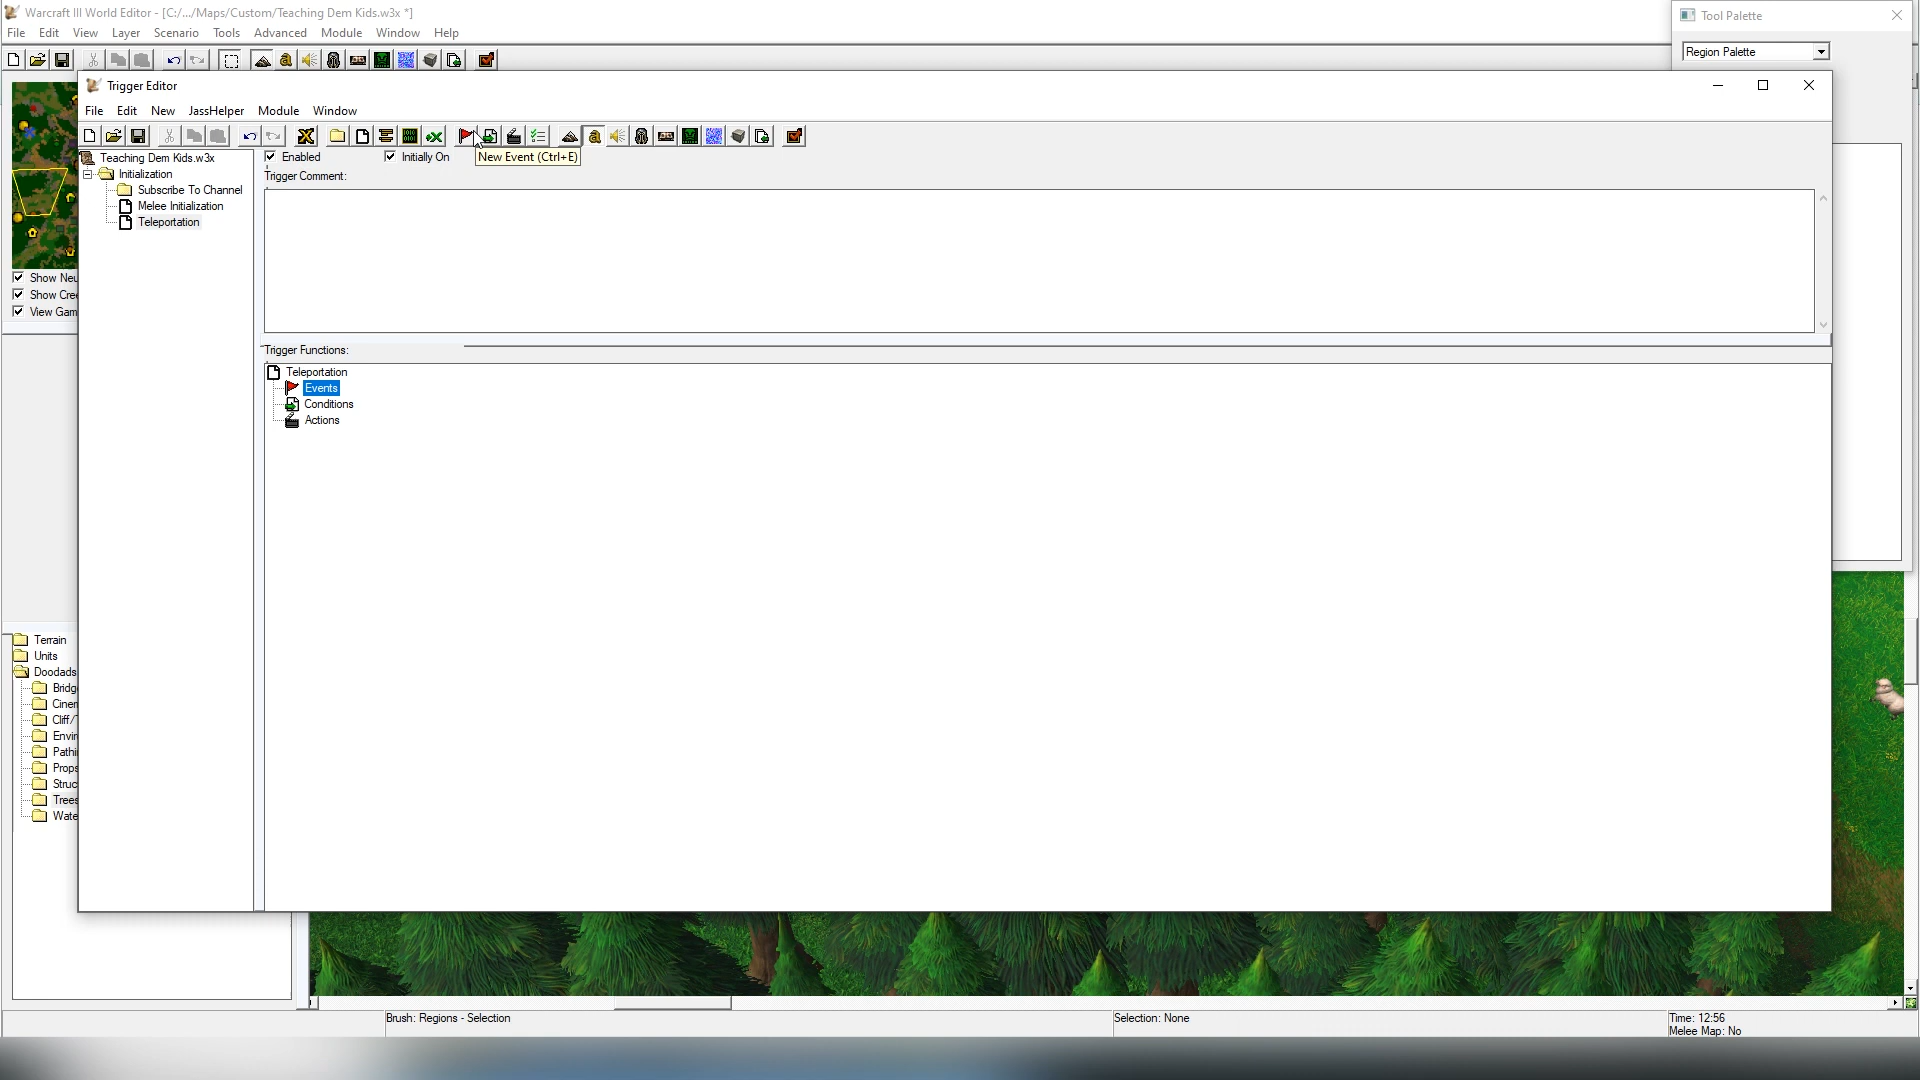 Warcraft III World Editor - [C:/.../Maps/Custom/Teaching Dem Kids.w3x *]
File Edit View Layer Scenario Tools Advanced Module Window Help
Tool Palette
Region Palette
Trigger Editor
File Edit New JassHelper Module Window
Teaching Dem Kids.w3x
Initialization
Subscribe To Channel
Melee Initialization
Teleportation
Enabled
Initially On
New Event (Ctrl+E)
Trigger Comment:
Show Neu
Show Cree
View Gam
Trigger Functions:
Teleportation
Events
Conditions
Actions
Terrain
Units
Doodads
Bridg
Cinen
Cliff/T
Envir
Pathi
Props
Struc
Trees
Wate
Brush: Regions - Selection
Selection: None
Time: 12:56
Melee Map: No